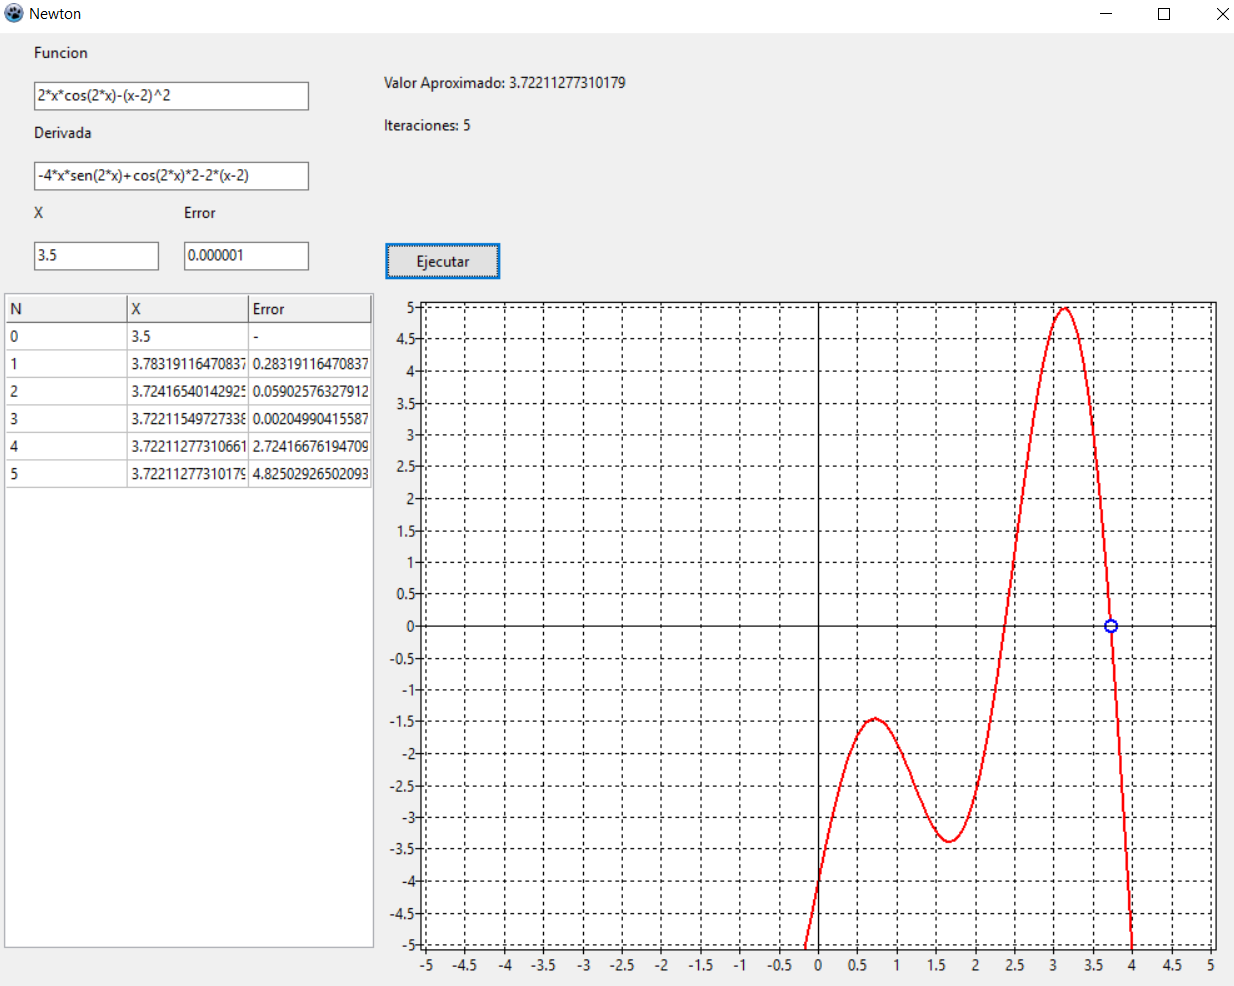 Newton
Funcion
2*x*cos(2*x)-(x-2)^2
Derivada
-4*x*sen(2*x)+cos(2*x)*2-2*(x-2)
X Error
3.5 0.000001
Valor Aproximado: 3.72211277310179
Iteraciones: 5
Ejecutar
N X Error
0 3.5 -
1 3.78319116470837 0.28319116470837
2 3.72416540142925 0.05902576327912
3 3.72211549727338 0.00204990415587
4 3.72211277310661 2.72416676194709
5 3.72211277310179 4.82502926502093
5
4.5
4
3.5
3
2.5
2
1.5
1
0.5
0
-0.5
-1
-1.5
-2
-2.5
-3
-3.5
-4
-4.5
-5
-5 -4.5 -4 -3.5 -3 -2.5 -2 -1.5 -1 -0.5 0 0.5 1 1.5 2 2.5 3 3.5 4 4.5 5